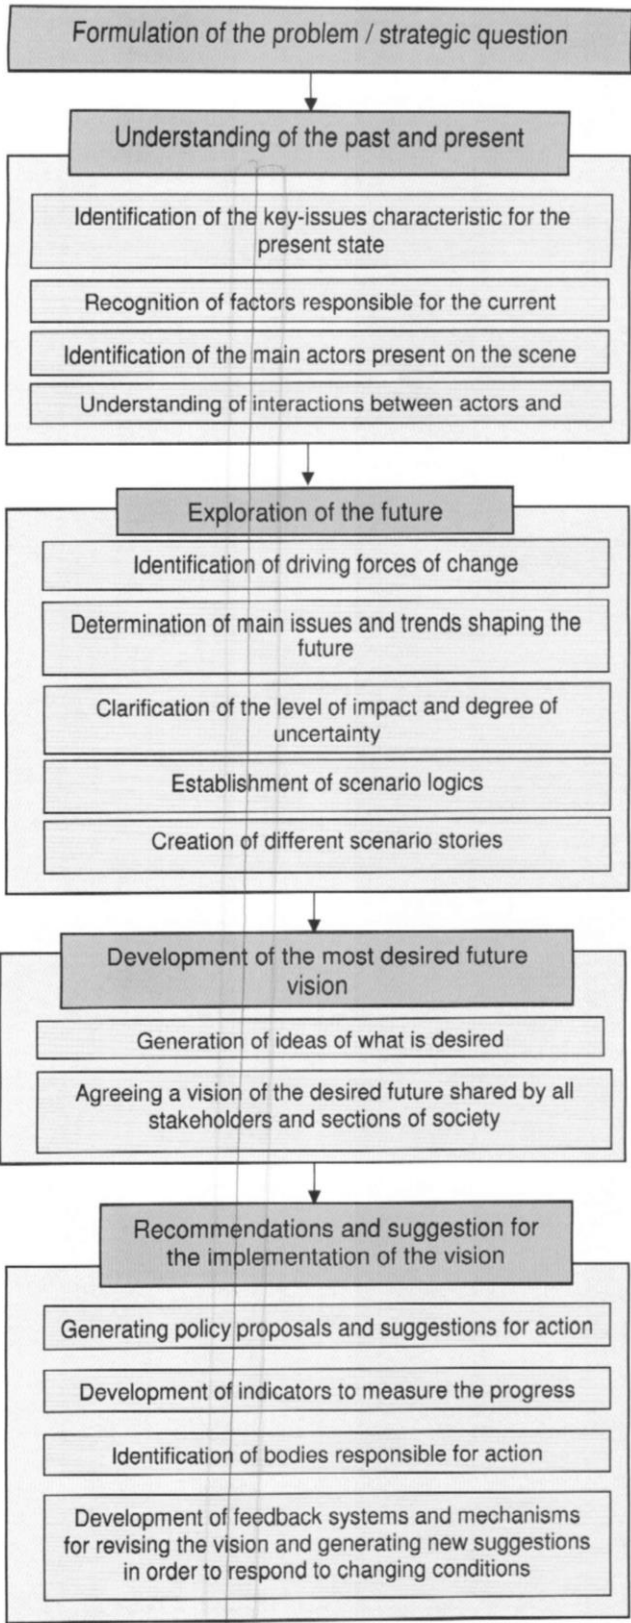 Formulation of the problem / strategic question
Understanding of the past and present
Identification of the key-issues characteristic for the
present state
Recognition of factors responsible for the current
Identification of the main actors present on the scene
Understanding of interactions between actors and
Exploration of the future
Identification of driving forces of change
Determination of main issues and trends shaping the
future
Clarification of the level of impact and degree of
uncertainty
Establishment of scenario logics
Creation of different scenario stories
Development of the most desired future
vision
Generation of ideas of what is desired
Agreeing a vision of the desired future shared by all
stakeholders and sections of society
Recommendations and suggestion for
the implementation of the vision
Generating policy proposals and suggestions for action
Development of indicators to measure the progress
Identification of bodies responsible for action
Development of feedback systems and mechanisms
for revising the vision and generating new suggestions
in order to respond to changing conditions